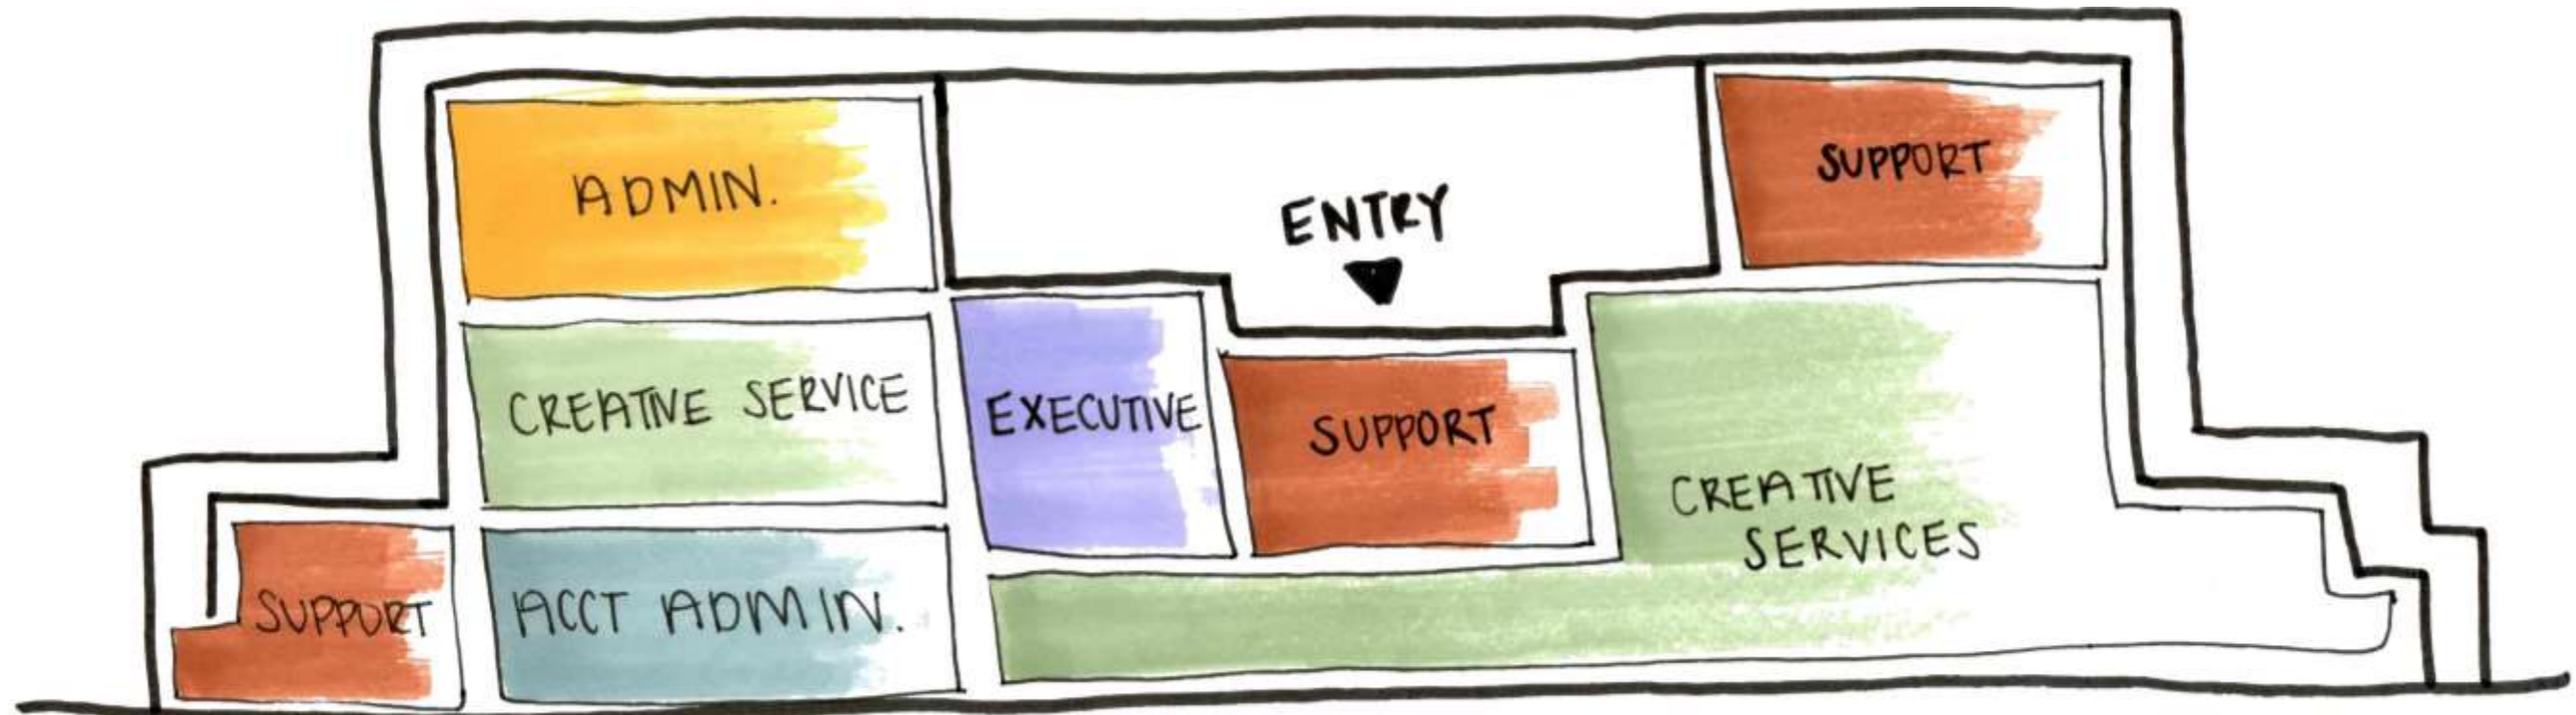 ADMIN.
ENTRY
SUPPORT
CREATIVE SERVICE
EXECUTIVE
SUPPORT
CREATIVE
SERVICES
SUPPORT
ACCT ADMIN.